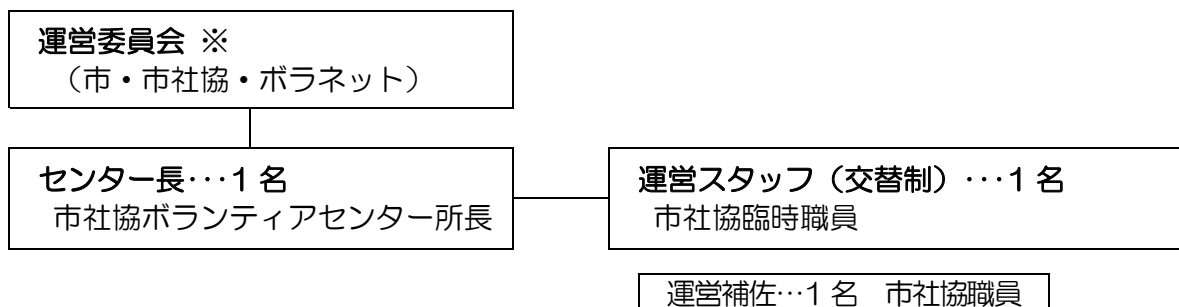 運営委員会 ※
（市・市社協・ボラネット）
センター長･･･1 名
市社協ボランティアセンター所長
運営スタッフ（交替制）･･･1 名
市社協臨時職員
運営補佐…1 名　市社協職員